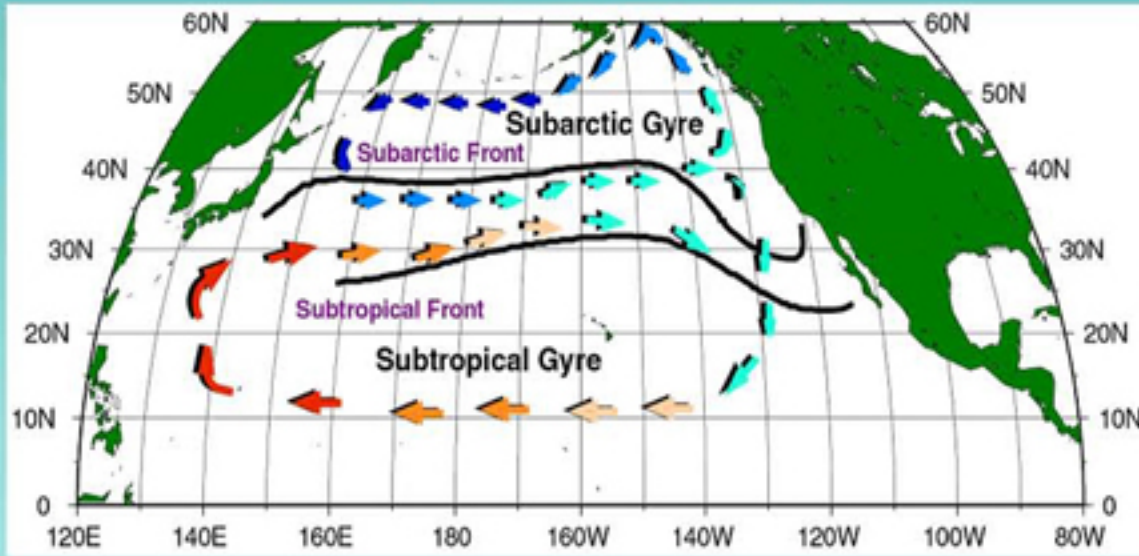 60N 60N
50N 50N
Subarctic Gyre
Subarctic Front
40N 40N
30N 30N
Subtropical Front
20N 20N
Subtropical Gyre
10N 10N
0 0
120E 140E 160E 180 160W 140W 120W 100W 80W